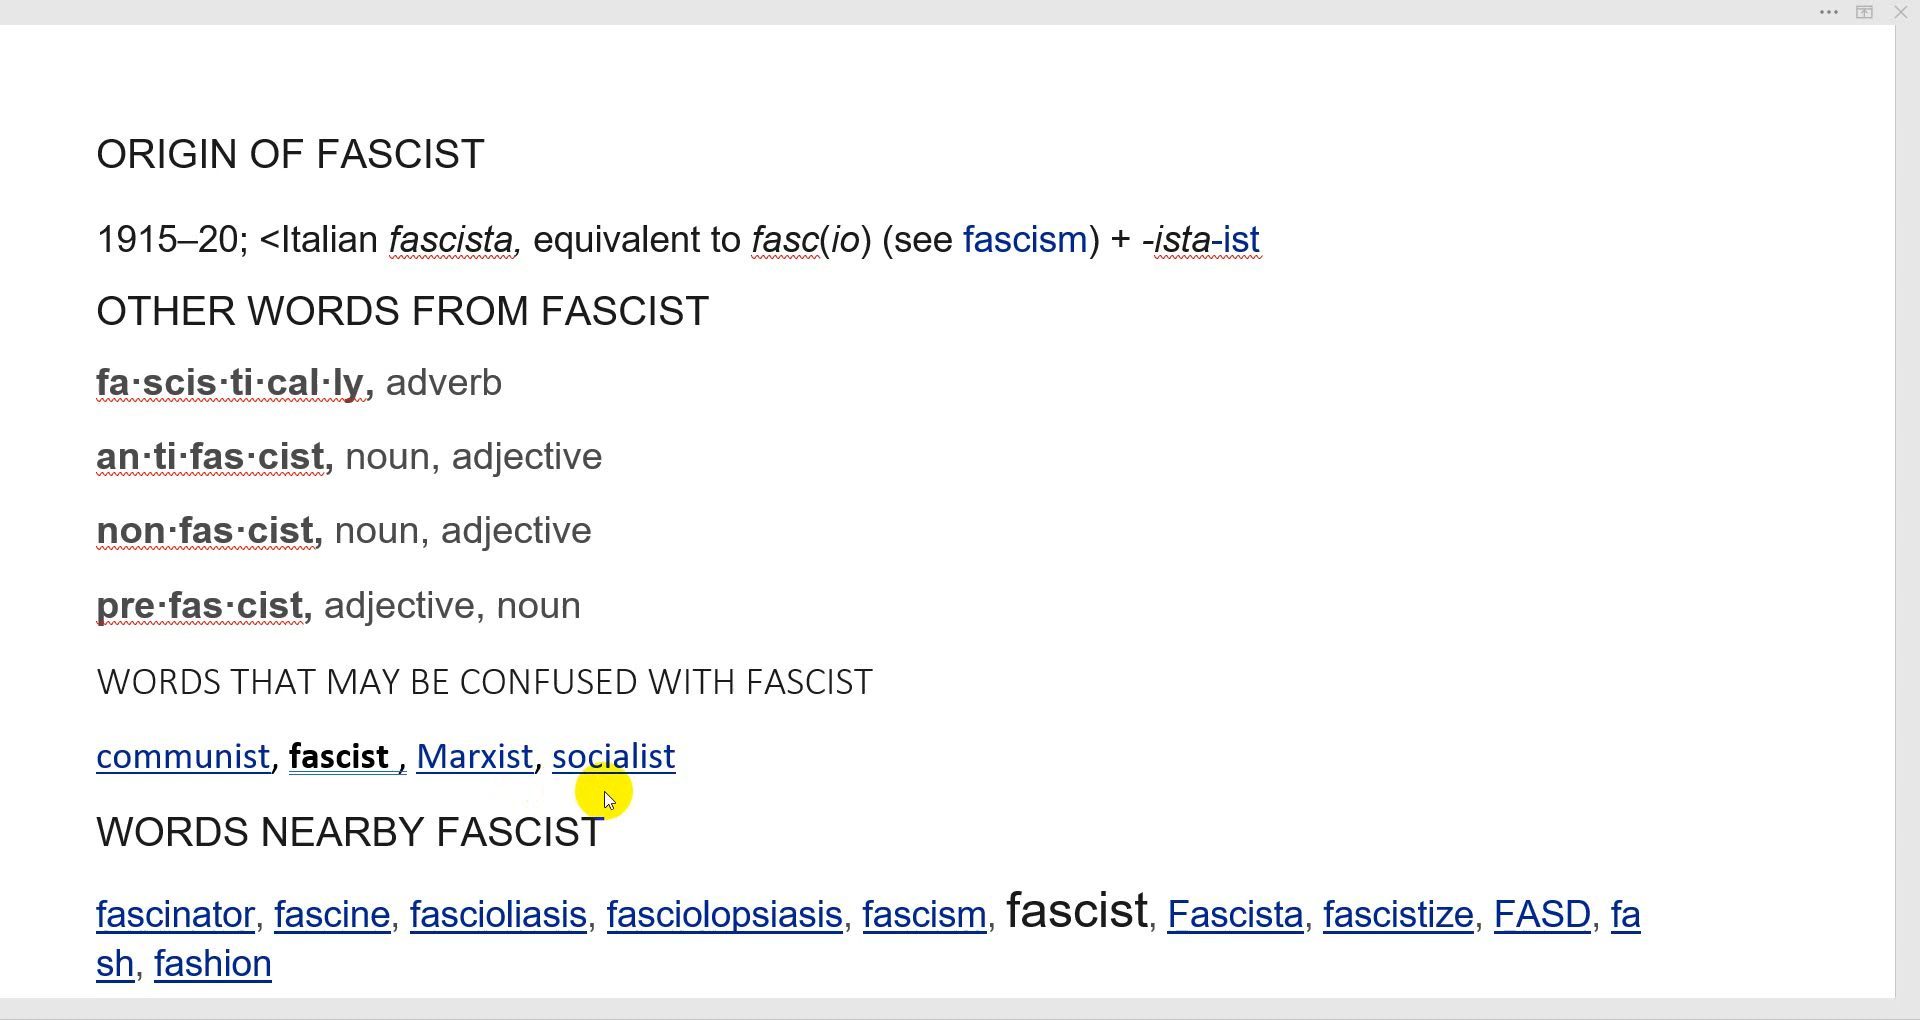 ORIGIN OF FASCIST
1915–20; <Italian fascista, equivalent to fasc(io) (see fascism) + -ista-ist
OTHER WORDS FROM FASCIST
fa·scis·ti·cal·ly, adverb
an·ti·fas·cist, noun, adjective
non·fas·cist, noun, adjective
pre·fas·cist, adjective, noun
WORDS THAT MAY BE CONFUSED WITH FASCIST
communist, fascist , Marxist, socialist
WORDS NEARBY FASCIST
fascinator, fascine, fascioliasis, fasciolopsiasis, fascism, fascist, Fascista, fascistize, FASD, fa
sh, fashion